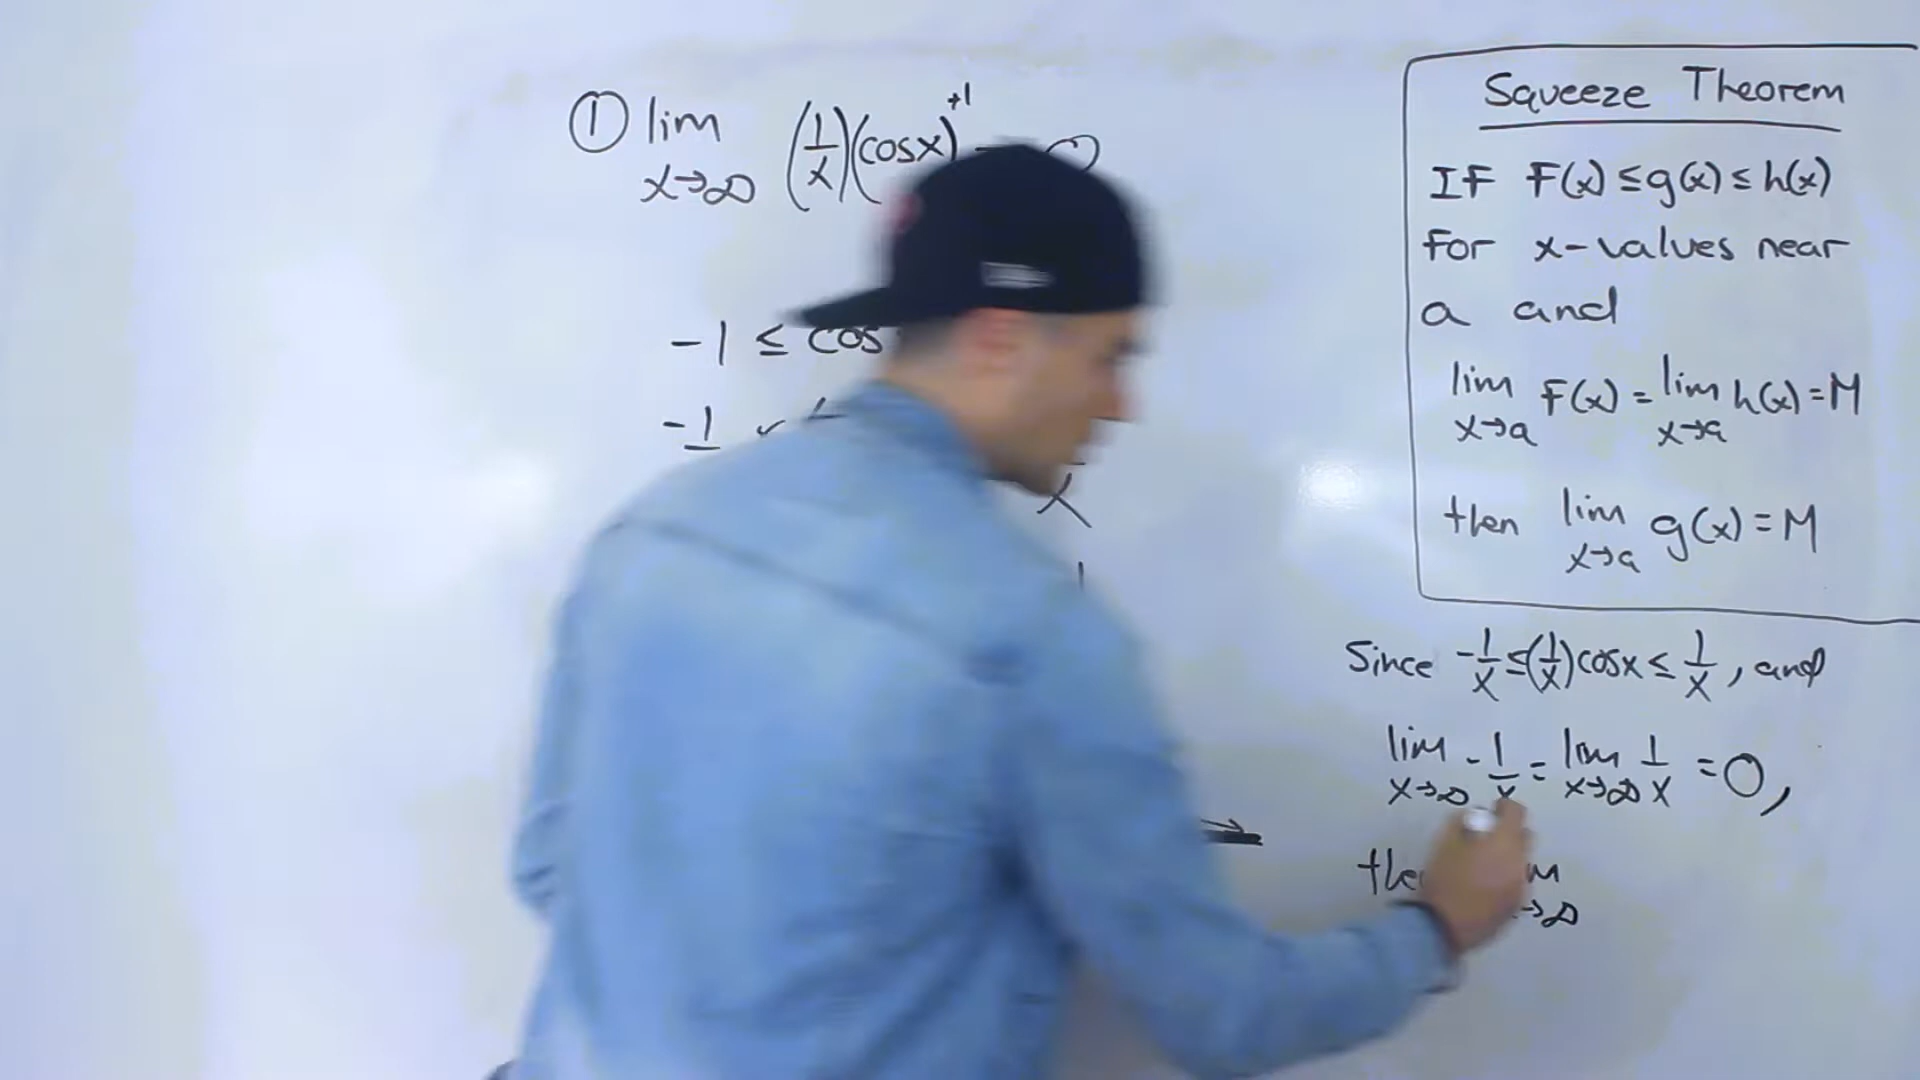 ① lim (1/x)(cosx)
+1
x→∞
-1 ≤ cos
-1
x
Squeeze Theorem
IF F(x) ≤ g(x) ≤ h(x)
For x-values near
a and
lim F(x) = lim h(x) = M
x→a x→a
then lim g(x) = M
x→a
Since -1/x ≤ (1/x)cosx ≤ 1/x, and
lim -1/x = lim 1/x = 0,
x→∞ x→∞
→∞